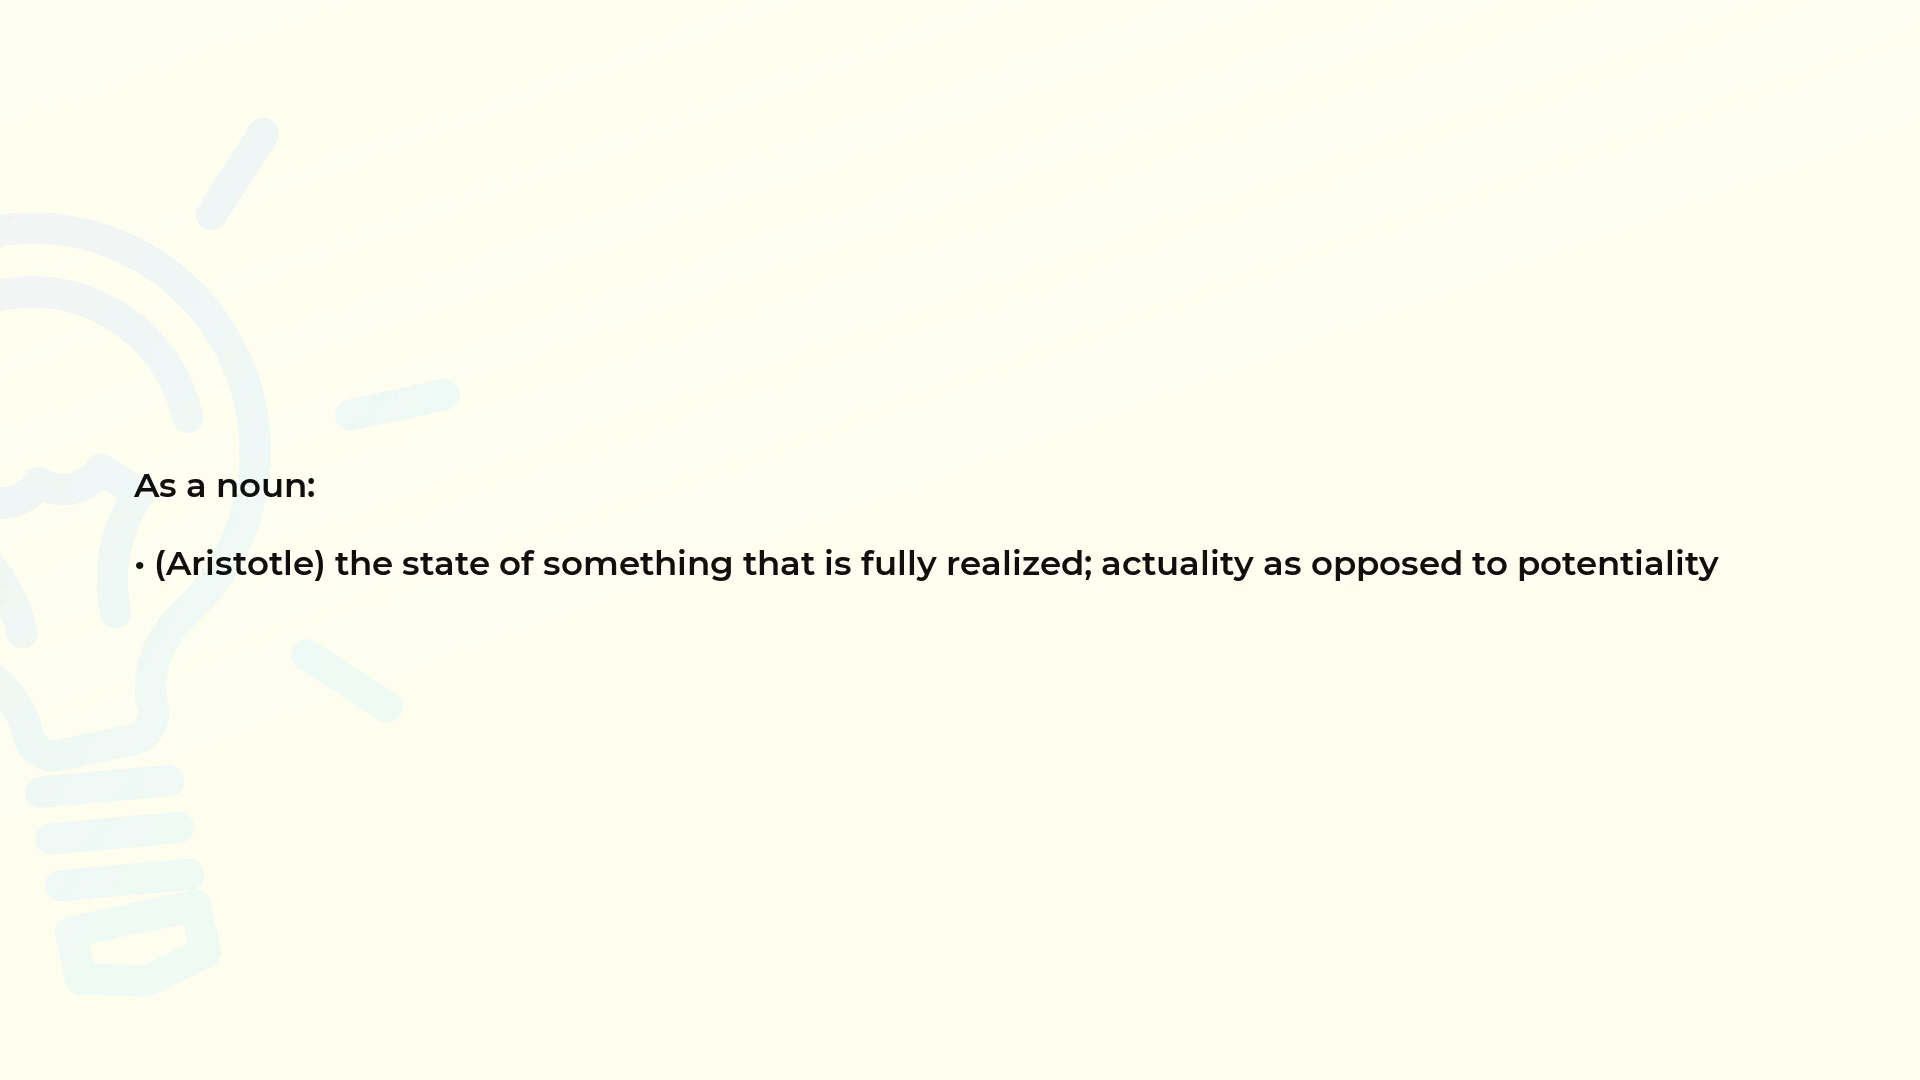 As a noun:
• (Aristotle) the state of something that is fully realized; actuality as opposed to potentiality